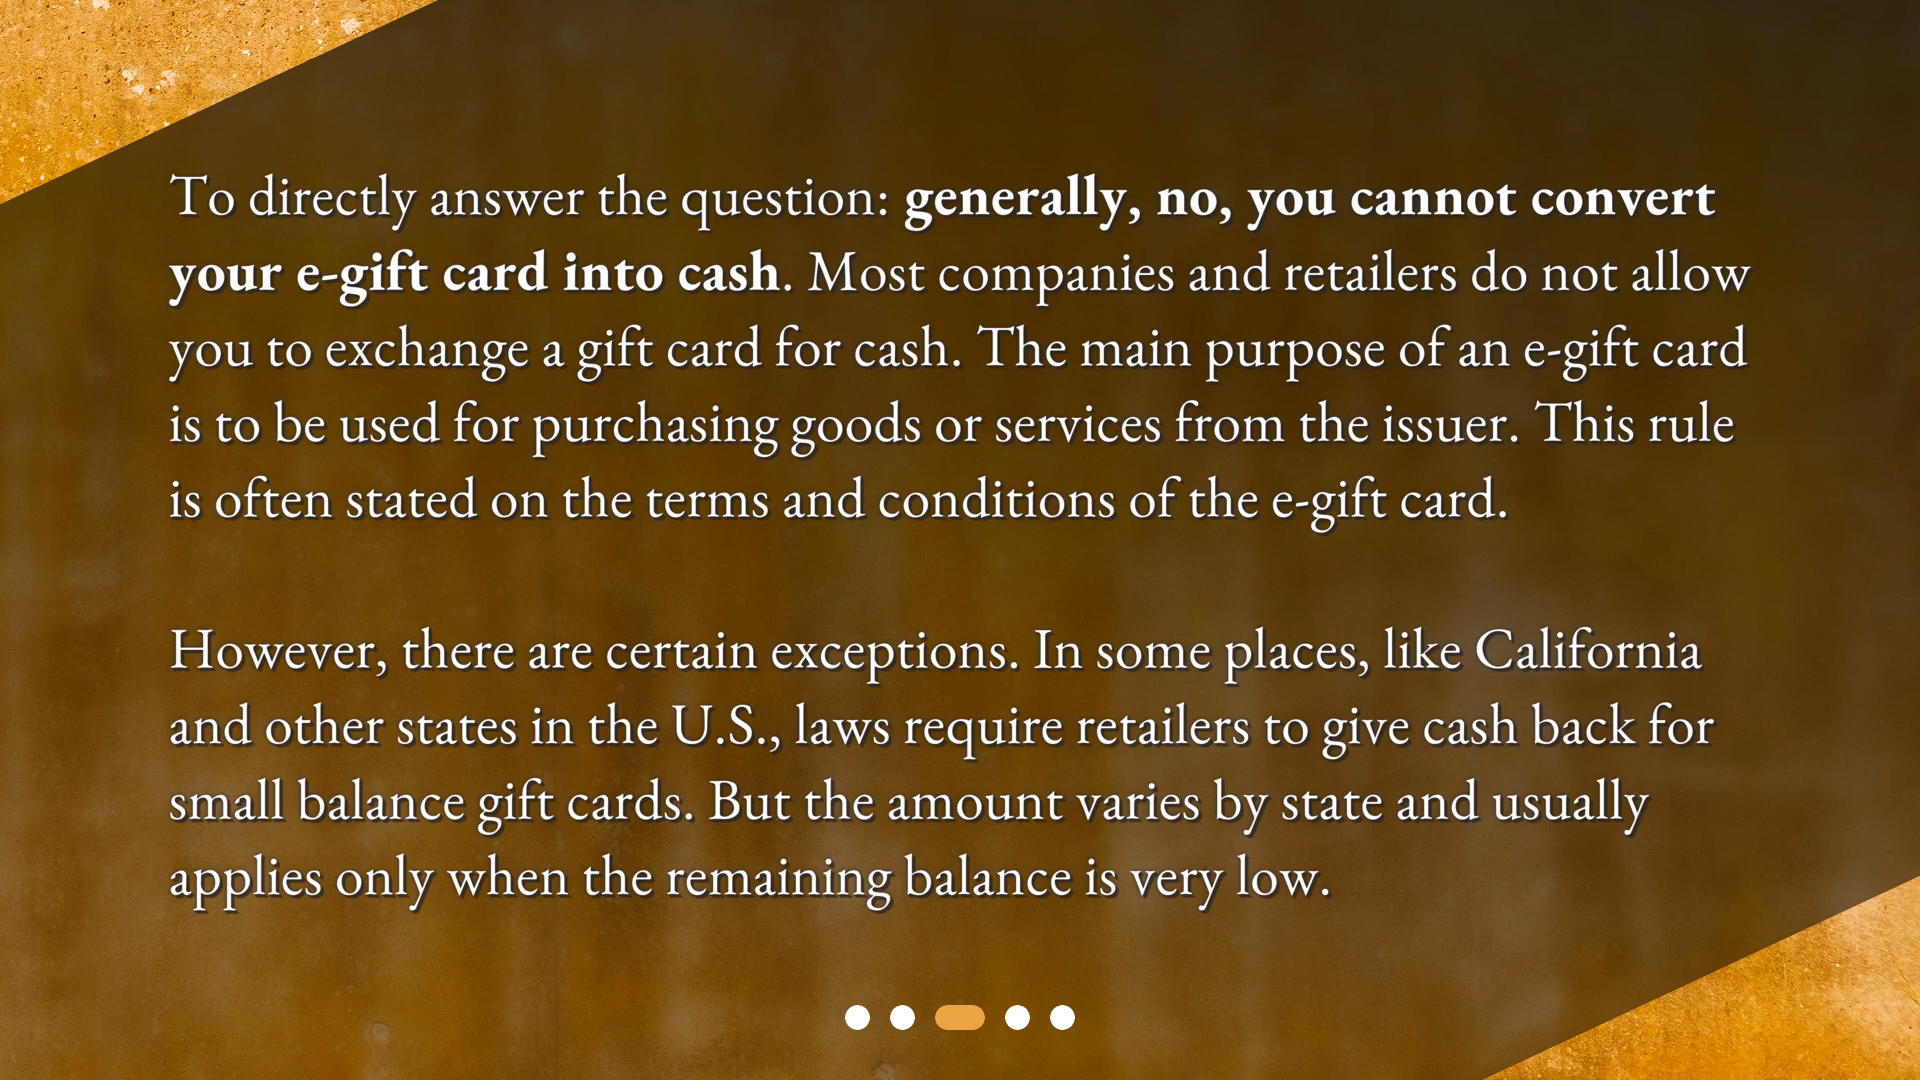 To directly answer the question: generally, no, you cannot convert
your e-gift card into cash. Most companies and retailers do not allow
you to exchange a gift card for cash. The main purpose of an e-gift card
is to be used for purchasing goods or services from the issuer. This rule
is often stated on the terms and conditions of the e-gift card.
However, there are certain exceptions. In some places, like California
and other states in the U.S., laws require retailers to give cash back for
small balance gift cards. But the amount varies by state and usually
applies only when the remaining balance is very low.